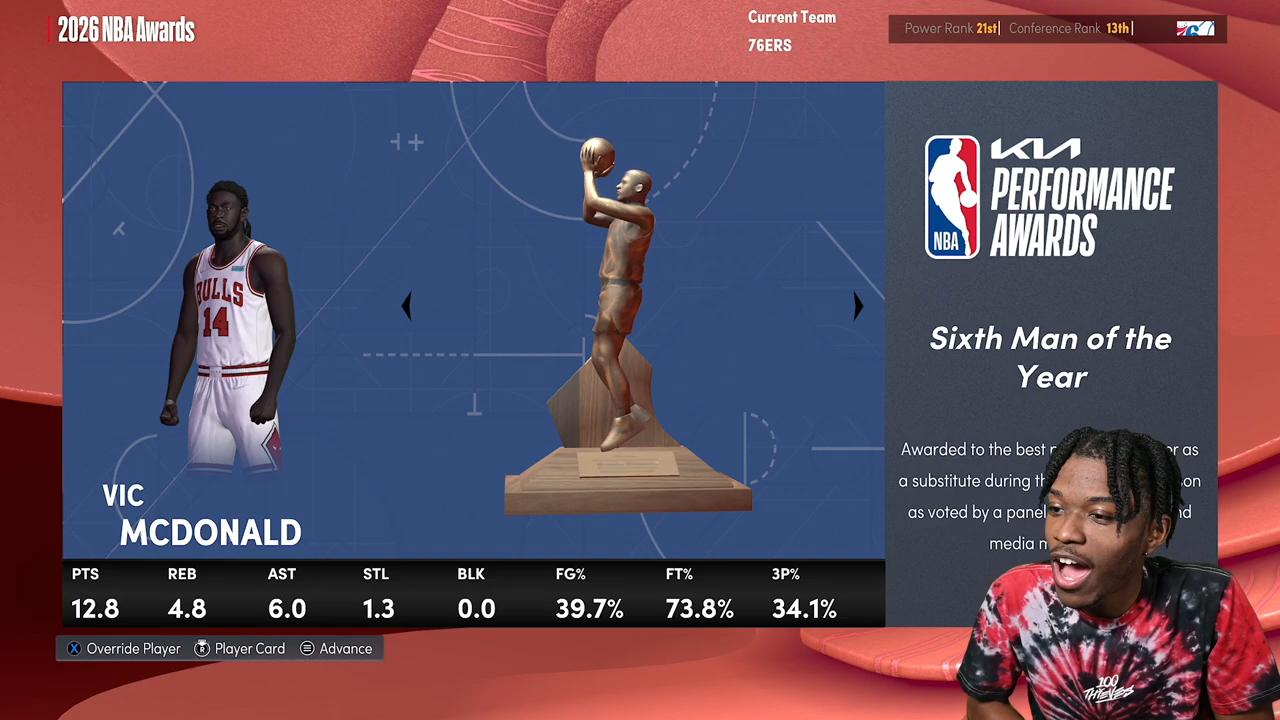 2026 NBA Awards
Current Team
76ERS
Power Rank 21st| Conference Rank 13th|
KIA
NBA
PERFORMANCE
AWARDS
Sixth Man of the
Year
Awarded to the best
as
a substitute during
as voted by a panel
media
BULLS
14
VIC
MCDONALD
PTS REB AST STL BLK FG% FT% 3P%
12.8 4.8 6.0 1.3 0.0 39.7% 73.8% 34.1%
X Override Player R Player Card Advance
100
THIEVES